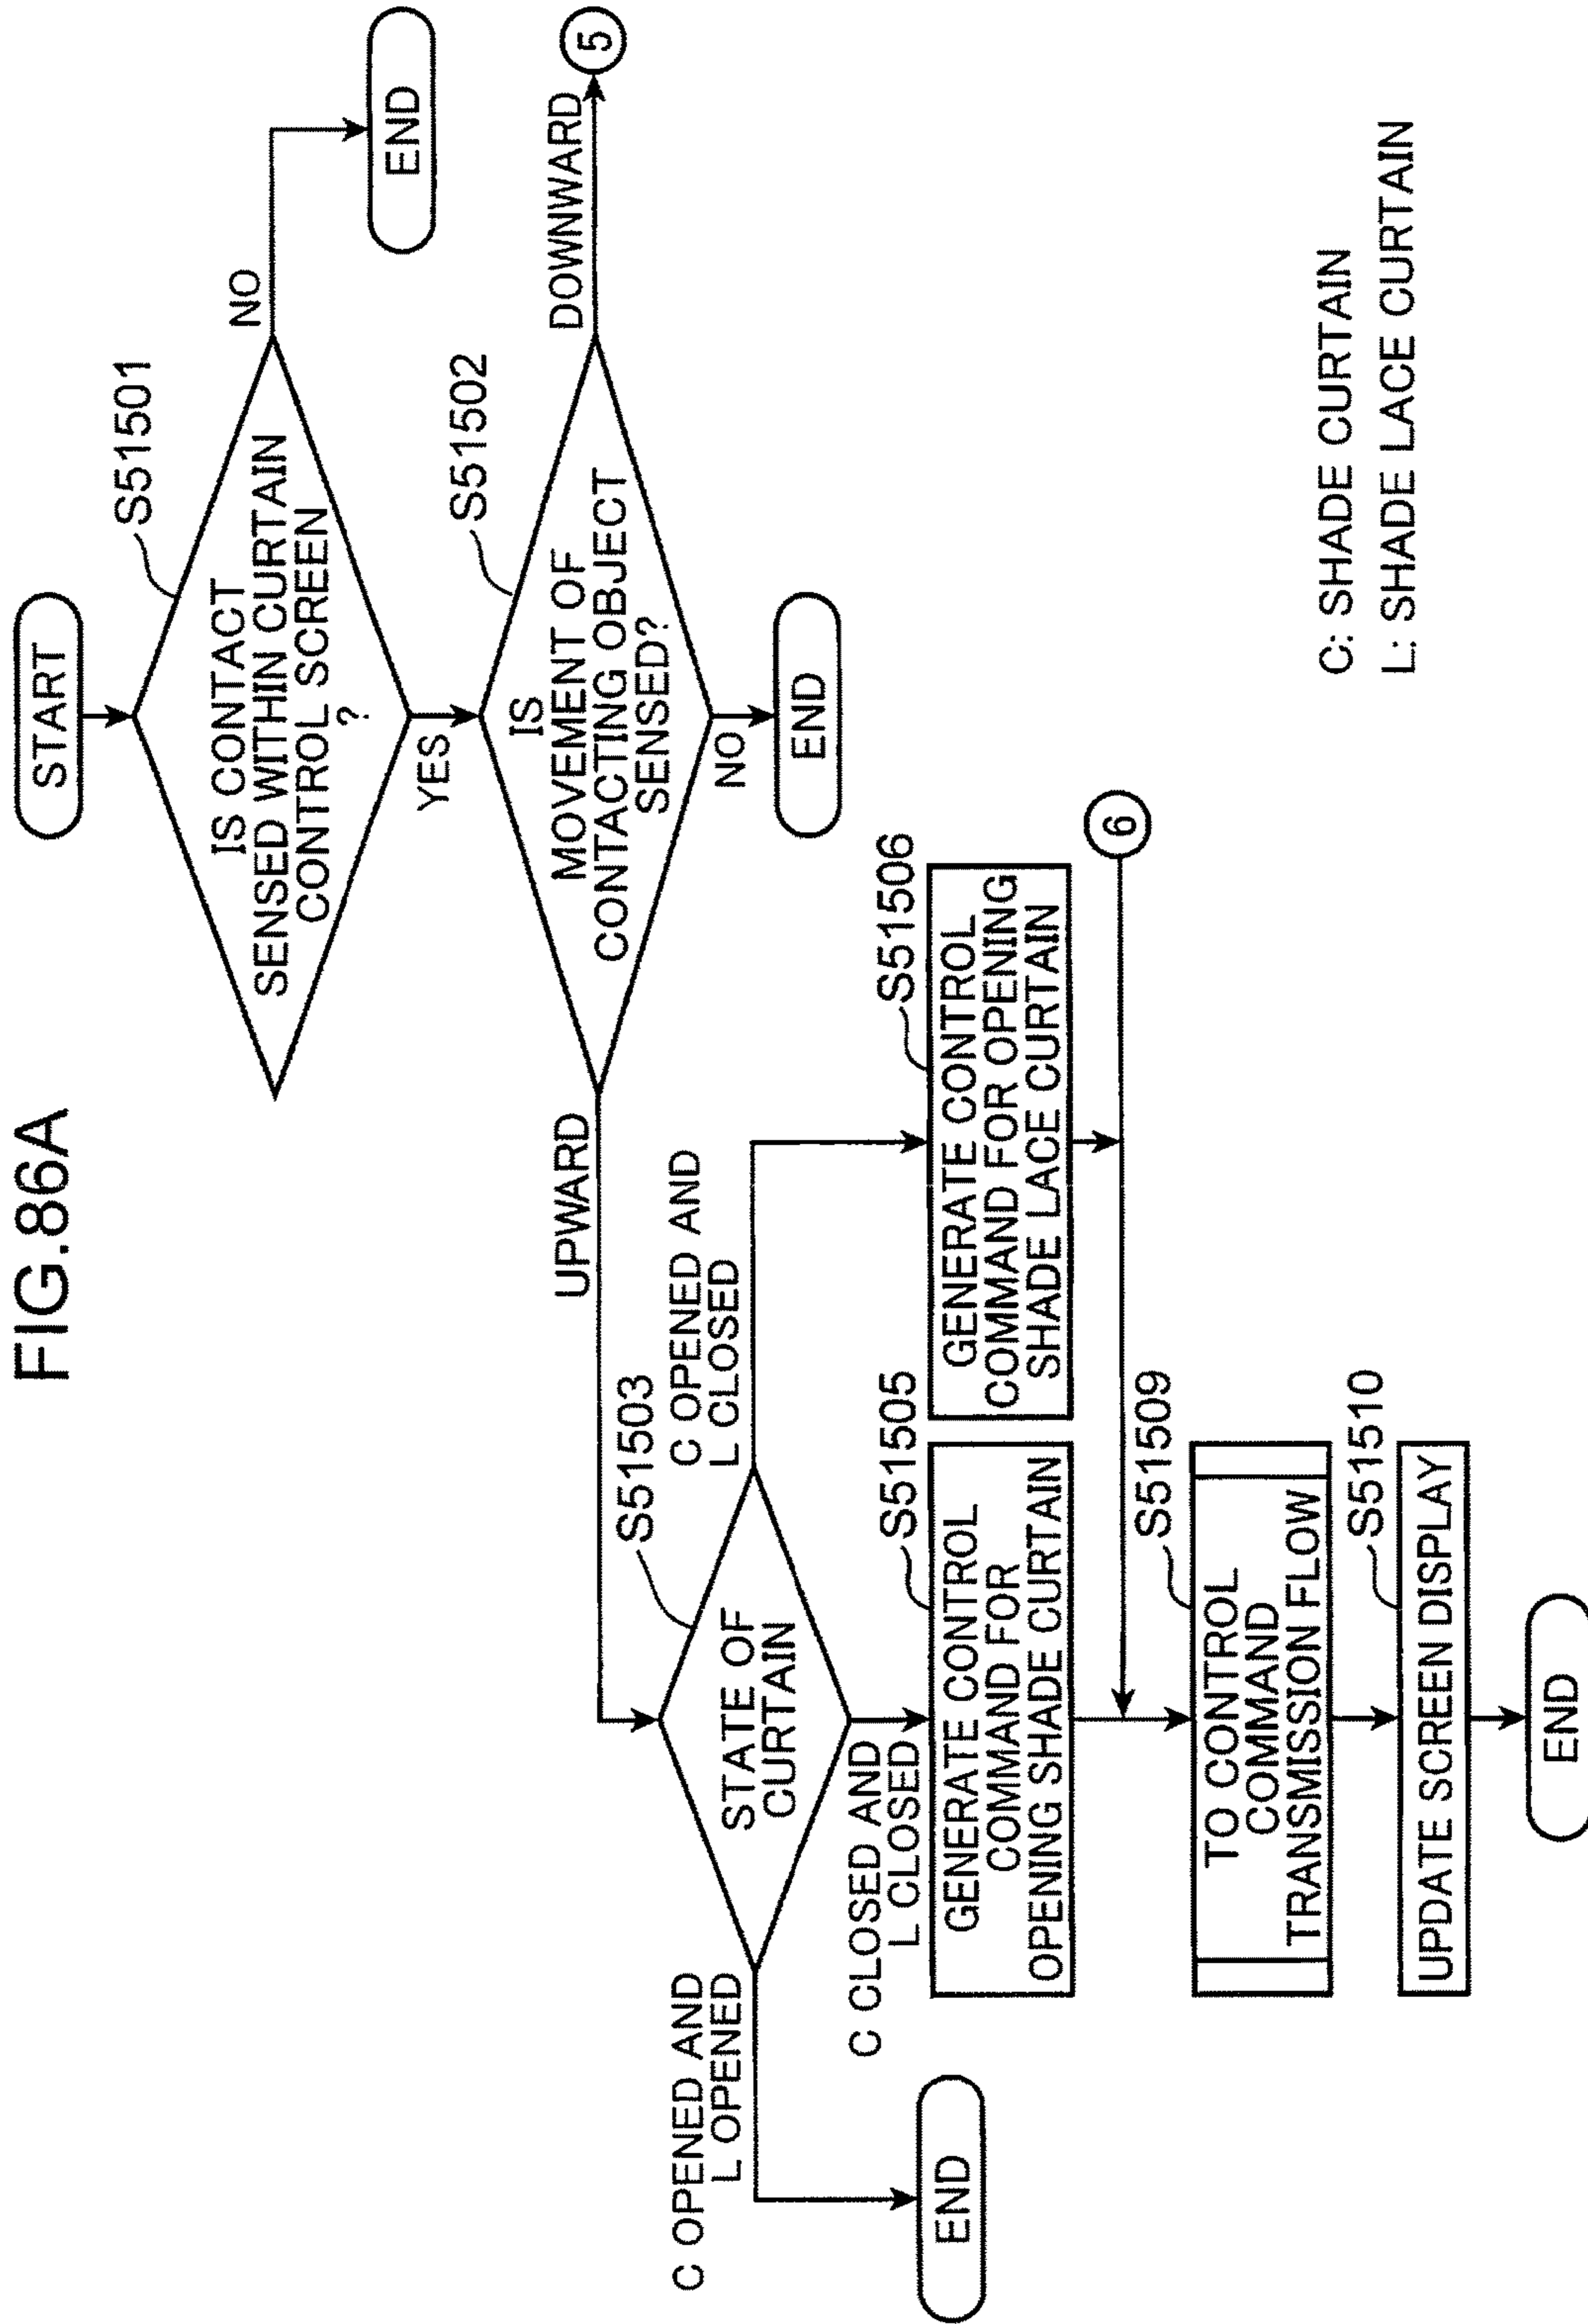 FIG.86A
START
S51501
IS CONTACT
SENSED WITHIN CURTAIN
CONTROL SCREEN
?
NO
END
YES
S51502
IS
MOVEMENT OF
CONTACTING OBJECT
SENSED?
UPWARD
DOWNWARD
5
NO
END
S51503
STATE OF
CURTAIN
C OPENED AND
L OPENED
C OPENED AND
L CLOSED
C CLOSED AND
L CLOSED
END
S51505
GENERATE CONTROL
COMMAND FOR
OPENING SHADE CURTAIN
S51506
GENERATE CONTROL
COMMAND FOR OPENING
SHADE LACE CURTAIN
6
S51509
TO CONTROL
COMMAND
TRANSMISSION FLOW
S51510
UPDATE SCREEN DISPLAY
END
C: SHADE CURTAIN
L: SHADE LACE CURTAIN